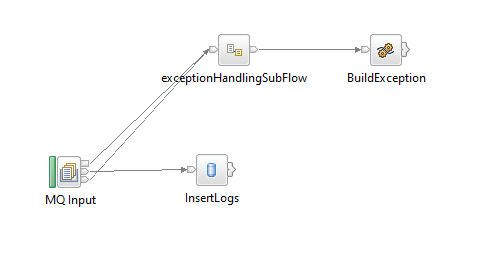 exceptionHandlingSubFlow
BuildException
MQ Input
InsertLogs